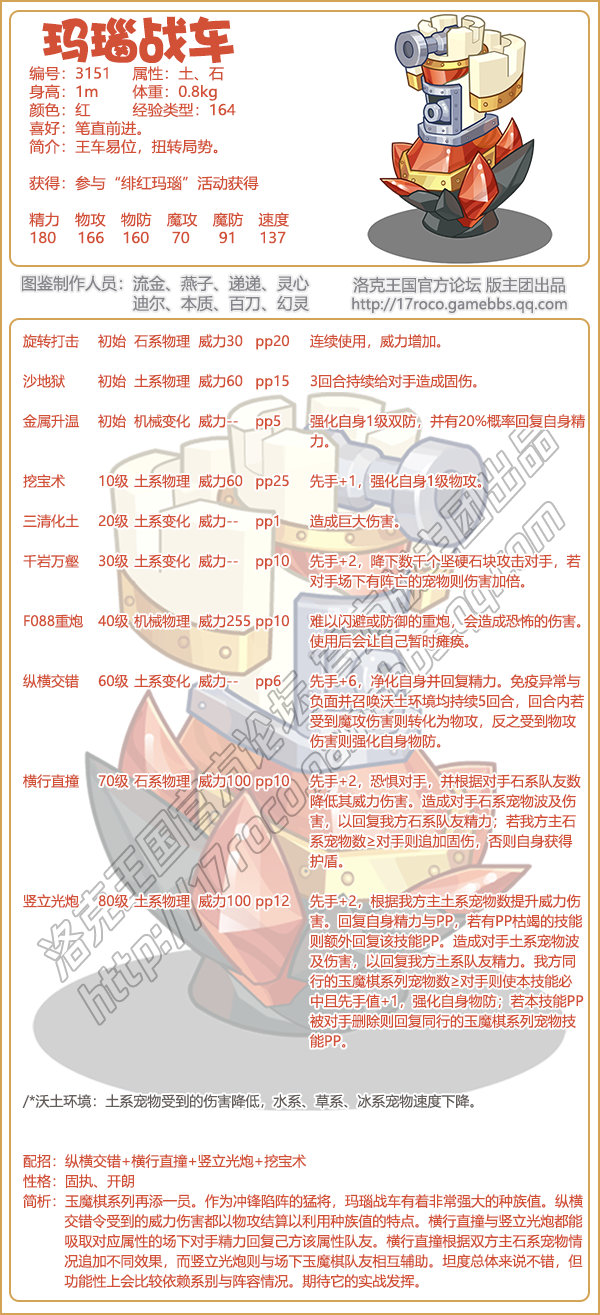 玛瑙战车
编号：3151 属性：土、石
身高：1m 体重：0.8kg
颜色：红 经验类型：164
喜好：笔直前进。
简介：王车易位，扭转局势。
获得：参与“绯红玛瑙”活动获得
精力 物攻 物防 魔攻 魔防 速度
180 166 160 70 91 137
图鉴制作人员：流金、燕子、递递、灵心
迪尔、本质、百刀、幻灵
洛克王国官方论坛 版主团出品
http://17roco.gamebbs.qq.com
旋转打击 初始 石系物理 威力30 pp20 连续使用，威力增加。
沙地狱 初始 土系物理 威力60 pp15 3回合持续给对手造成固伤。
金属升温 初始 机械变化 威力-- pp5 强化自身1级双防，并有20%概率回复自身精
力。
挖宝术 10级 土系物理 威力60 pp25 先手+1，强化自身1级物攻。
三清化土 20级 土系变化 威力-- pp1 造成巨大伤害。
千岩万壑 30级 土系变化 威力-- pp10 先手+2，降下数千个坚硬石块攻击对手，若
对手场下有阵亡的宠物则伤害加倍。
F088重炮 40级 机械物理 威力255 pp10 难以闪避或防御的重炮，会造成恐怖的伤害。
使用后会让自己暂时瘫痪。
纵横交错 60级 土系变化 威力-- pp6 先手+6，净化自身并回复精力。免疫异常与
负面并召唤沃土环境均持续5回合，回合内若
受到魔攻伤害则转化为物攻，反之受到物攻
伤害则强化自身物防。
横行直撞 70级 石系物理 威力100 pp10 先手+2，恐惧对手，并根据对手石系队友数
降低其威力伤害。造成对手石系宠物波及伤
害，以回复我方石系队友精力；若我方主石
系宠物数≥对手则追加固伤，否则自身获得
护盾。
竖立光炮 80级 土系物理 威力100 pp12 先手+2，根据我方主土系宠物数提升威力伤
害。回复自身精力与PP，若有PP枯竭的技能
则额外回复该技能PP。造成对手土系宠物波
及伤害，以回复我方土系队友精力。我方同
行的玉魔棋系列宠物数≥对手则使本技能必
中且先手值+1，强化自身物防；若本技能PP
被对手删除则回复同行的玉魔棋系列宠物技
能PP。
洛克王国官方论坛 版主团出品
http://17roco.gamebbs.qq.com
/*沃土环境：土系宠物受到的伤害降低，水系、草系、冰系宠物速度下降。
配招：纵横交错+横行直撞+竖立光炮+挖宝术
性格：固执、开朗
简析：玉魔棋系列再添一员。作为冲锋陷阵的猛将，玛瑙战车有着非常强大的种族值。纵横
交错令受到的威力伤害都以物攻结算以利用种族值的特点。横行直撞与竖立光炮都能
吸取对应属性的场下对手精力回复己方该属性队友。横行直撞根据双方主石系宠物情
况追加不同效果，而竖立光炮则与场下玉魔棋队友相互辅助。坦度总体来说不错，但
功能性上会比较依赖系别与阵容情况。期待它的实战发挥。